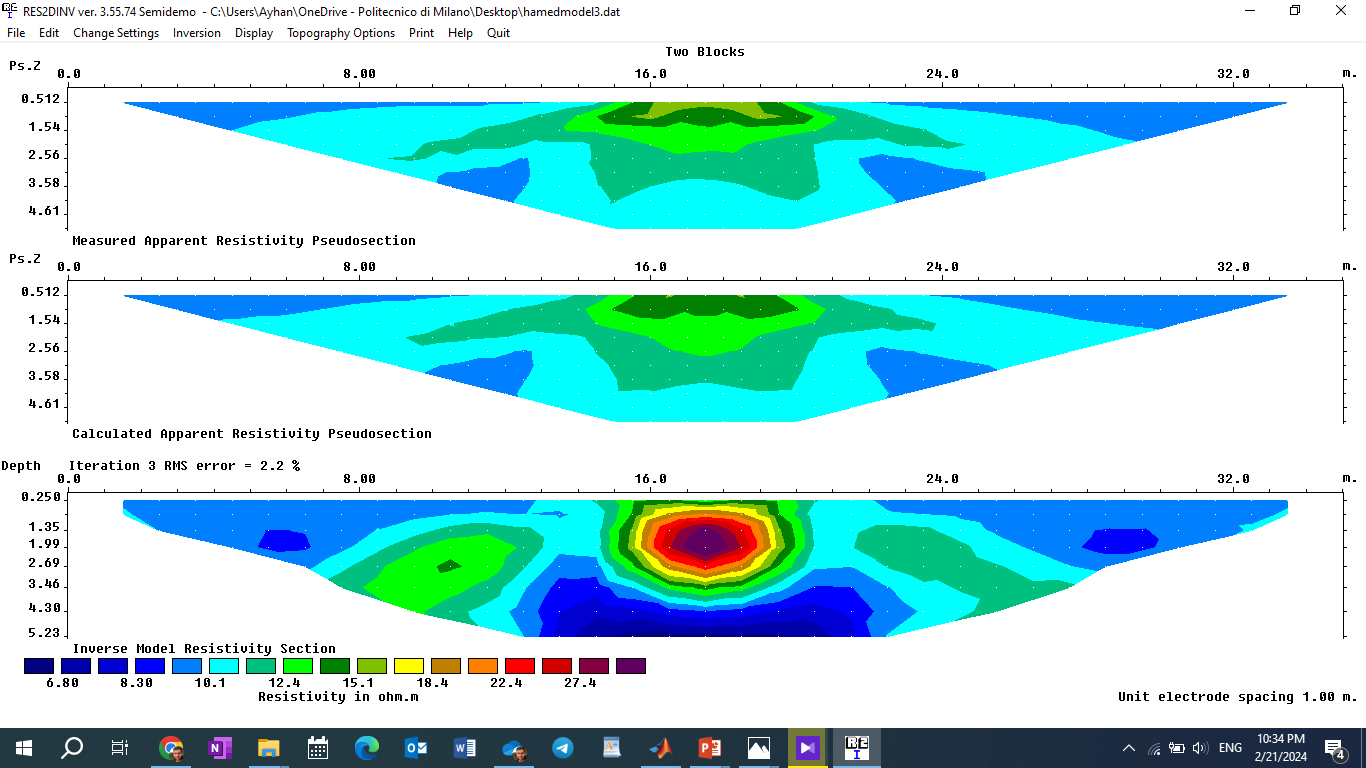 RES2DINV ver. 3.55.74 Semidemo - C:\Users\Ayhan\OneDrive - Politecnico di Milano\Desktop\hamedmodel3.dat
File Edit Change Settings Inversion Display Topography Options Print Help Quit
Two Blocks
Ps.Z 0.0 8.00 16.0 24.0 32.0 m.
0.512
1.54
2.56
3.58
4.61
Measured Apparent Resistivity Pseudosection
Ps.Z 0.0 8.00 16.0 24.0 32.0 m.
0.512
1.54
2.56
3.58
4.61
Calculated Apparent Resistivity Pseudosection
Depth Iteration 3 RMS error = 2.2 %
0.0 8.00 16.0 24.0 32.0 m.
0.250
1.35
1.99
2.69
3.46
4.30
5.23
Inverse Model Resistivity Section
6.80 8.30 10.1 12.4 15.1 18.4 22.4 27.4
Resistivity in ohm.m
Unit electrode spacing 1.00 m.
ENG
10:34 PM
2/21/2024
4